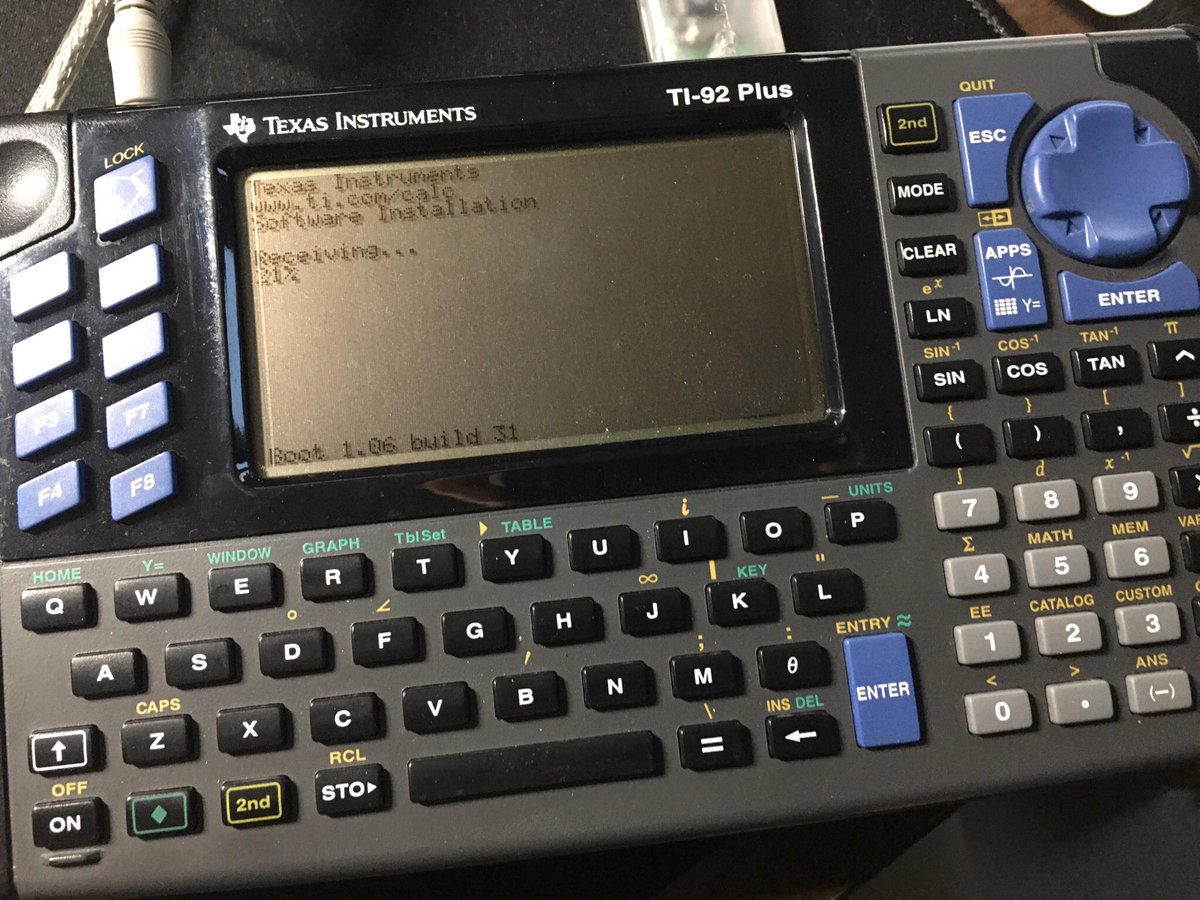 TEXAS INSTRUMENTS
TI-92 Plus
Texas Instruments
www.ti.com/calc
Software Installation
Receiving...
Boot 1.06 build 31
LOCK
F7
F4 F8
QUIT
2nd ESC
MODE
CLEAR APPS
Y=
ENTER
e^x
LN
SIN⁻¹ COS⁻¹ TAN⁻¹ π
SIN COS TAN ^
{ } [ ]
( ) , ÷
∫ d x⁻¹ √
7 8 9
Σ MATH MEM
4 5 6
EE CATALOG CUSTOM
1 2 3
< > ANS
0 . (−)
HOME Y= WINDOW GRAPH TblSet ► TABLE i _ UNITS
Q W E R T Y U I O P
° ∠ ∞ | KEY "
A S D F G H J K L
CAPS ' ; : ENTRY ≈
↑ Z X C V B N M θ ENTER
OFF RCL \ INS DEL
ON ♦ 2nd STO► = ←